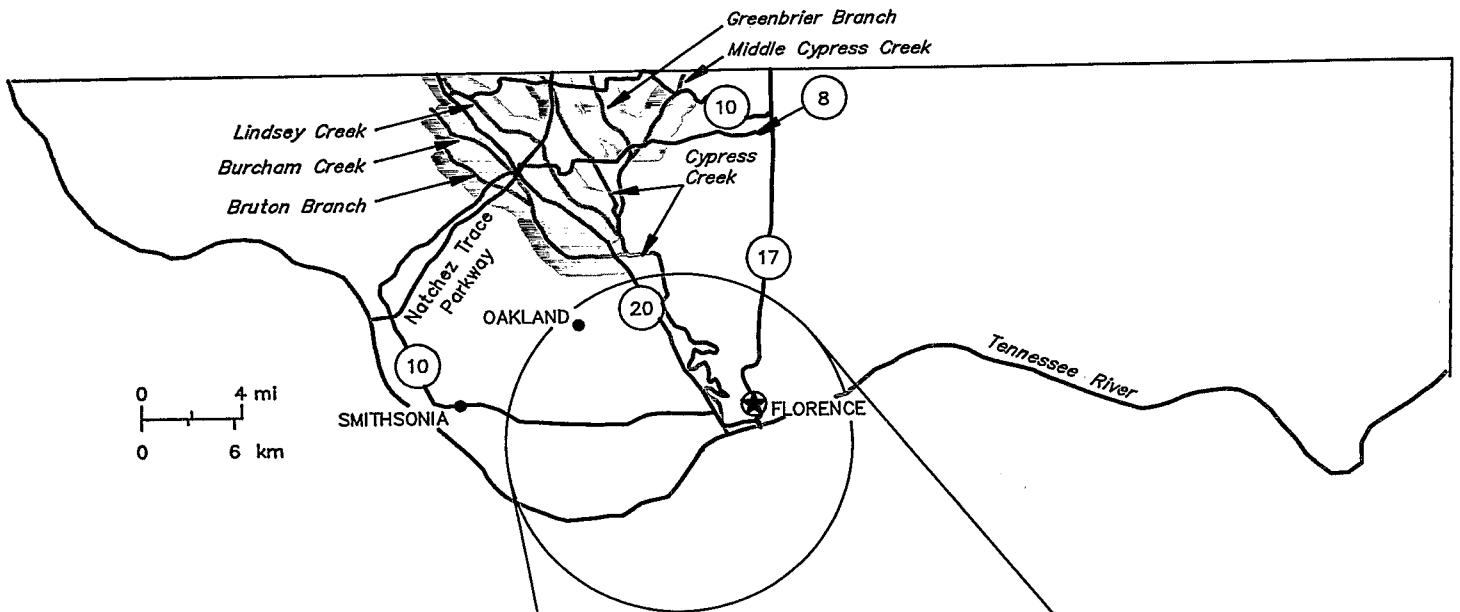 Greenbrier Branch
Middle Cypress Creek
10
8
Lindsey Creek
Burcham Creek
Bruton Branch
Cypress
Creek
Natchez Trace
Parkway
17
20
OAKLAND
Tennessee River
10
0 4 mi
SMITHSONIA
FLORENCE
0 6 km